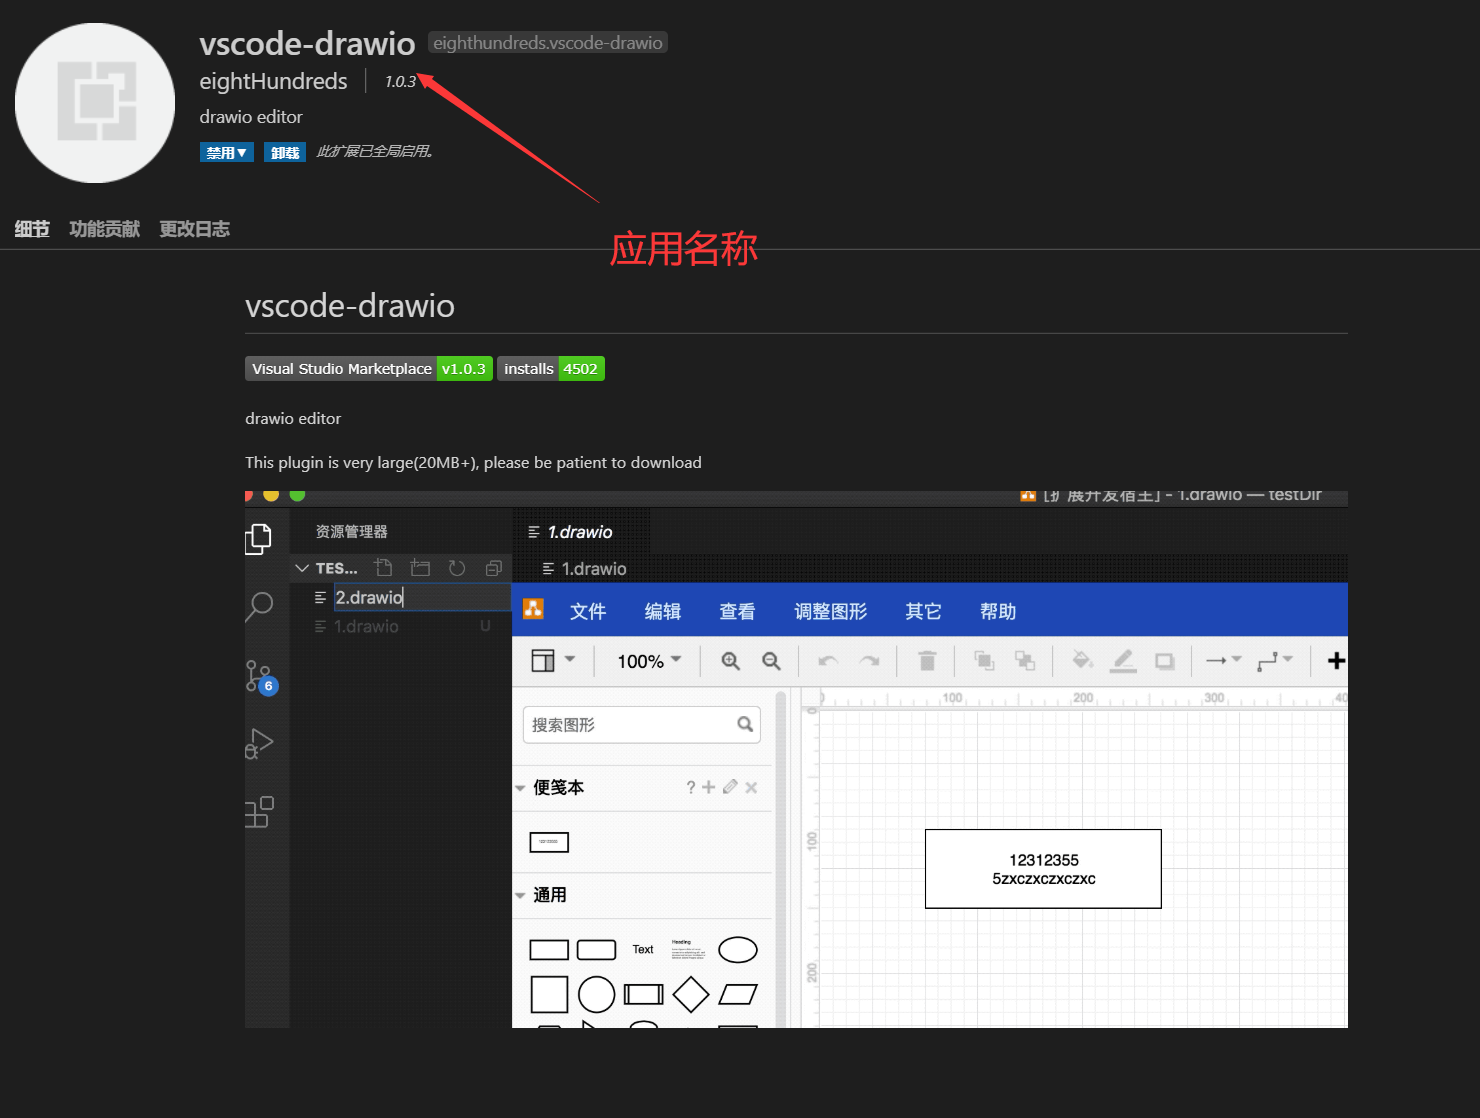 vscode-drawio eighthundreds.vscode-drawio
eightHundreds 1.0.3
drawio editor
禁用▼ 卸载 此扩展已全局启用。
细节 功能贡献 更改日志
应用名称
vscode-drawio
Visual Studio Marketplace v1.0.3 installs 4502
drawio editor
This plugin is very large(20MB+), please be patient to download
[扩展开发宿主] - 1.drawio — testDir
资源管理器
1.drawio
TES...
1.drawio
2.drawio
1.drawio U
6
文件 编辑 查看 调整图形 其它 帮助
100%
100 200 300 40
搜索图形
便笺本 ?
通用
Text
Heading
0
100
200
12312355
5zxczxczxczxc